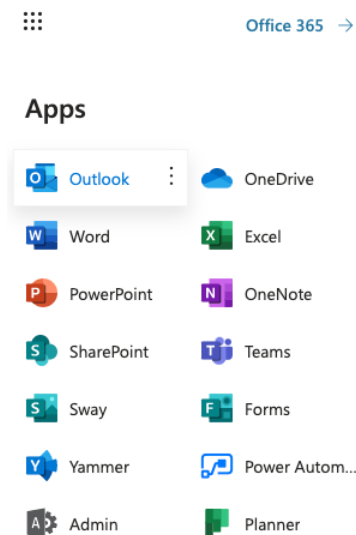 Office 365 →
Apps
Outlook
OneDrive
Word
Excel
PowerPoint
OneNote
SharePoint
Teams
Sway
Forms
Yammer
Power Autom...
Admin
Planner